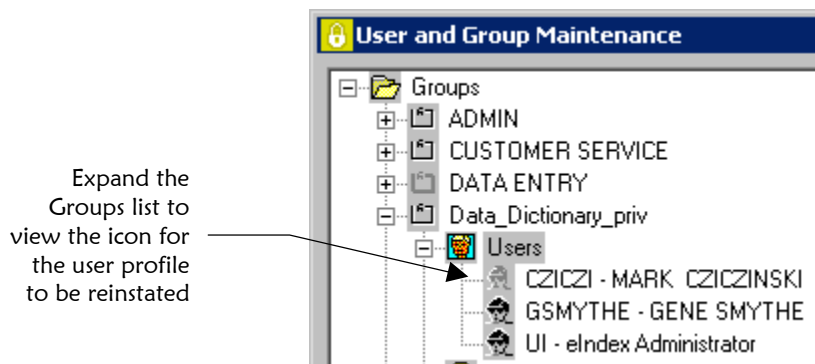 User and Group Maintenance
Groups
ADMIN
CUSTOMER SERVICE
DATA ENTRY
Data_Dictionary_priv
Users
CZICZI - MARK  CZICZINSKI
GSMYTHE - GENE SMYTHE
UI - eIndex Administrator
Expand the
Groups list to
view the icon for
the user profile
to be reinstated